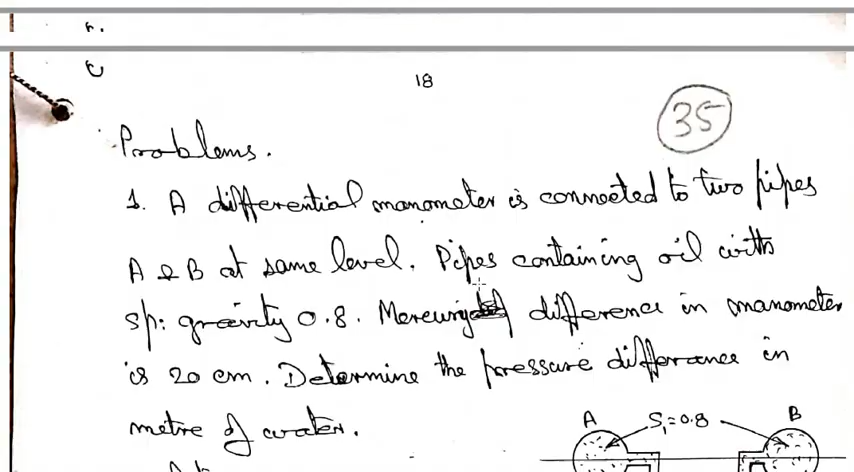 18
35
Problems.
1. A differential manometer is connected to two pipes
A & B at same level. Pipes containing oil with
sp: gravity 0.8. Mercury difference in manometer
is 20 cm. Determine the pressure difference in
metre of water.
A S₁=0.8 B